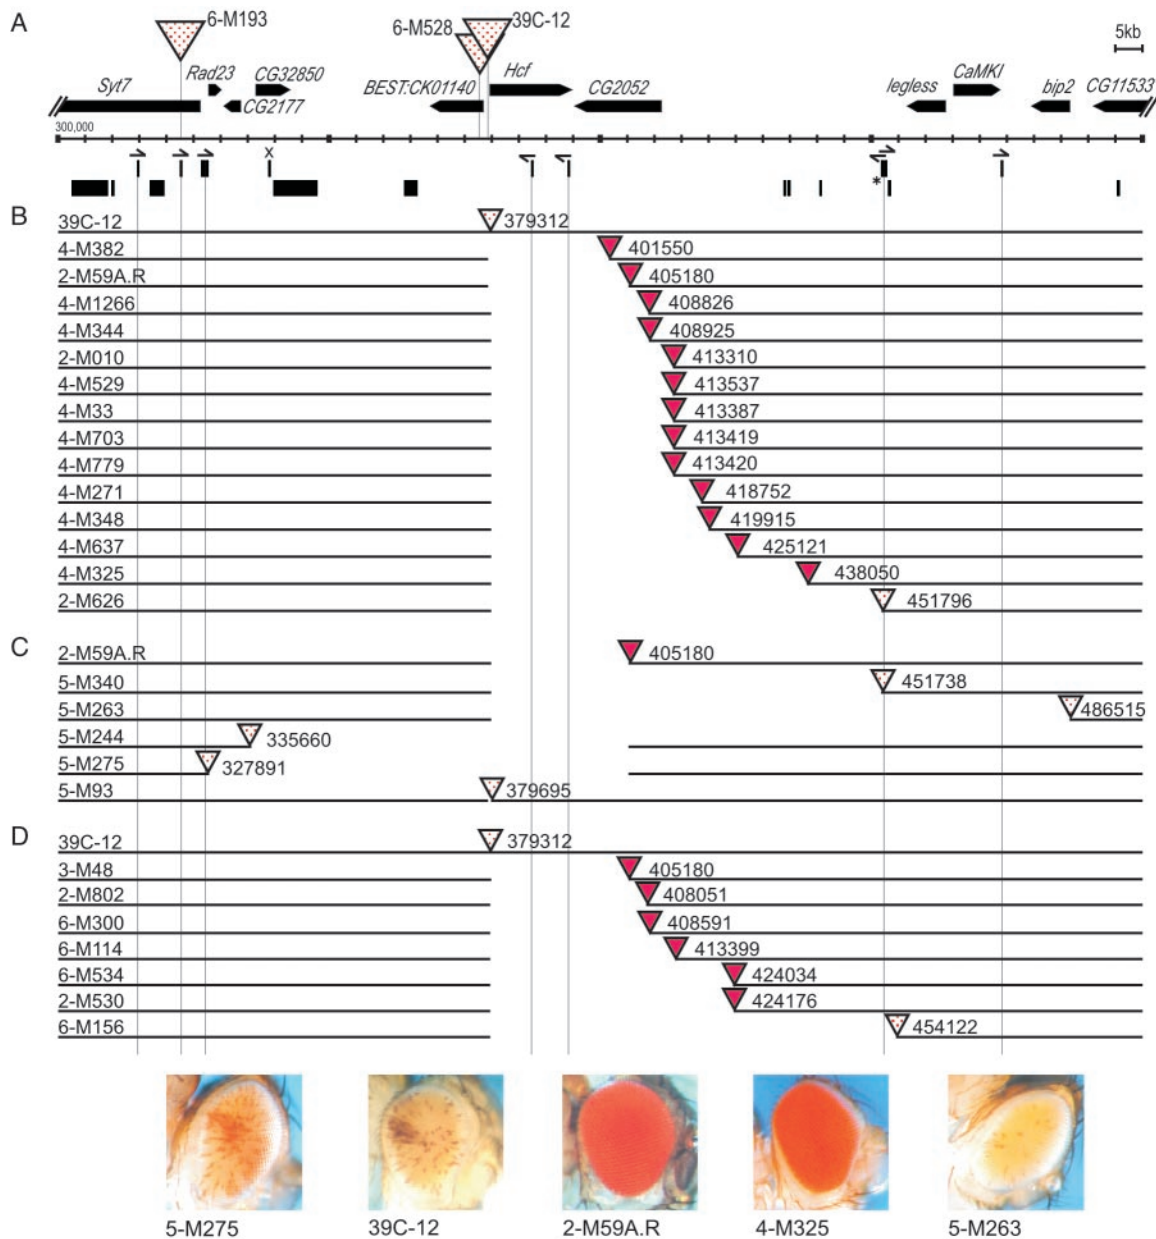 A
6-M193
6-M528
39C-12
5kb
Syt7
Rad23
CG2177
CG32850
BEST:CK01140
Hcf
CG2052
legless
CaMKI
bip2
CG11533
300,000
x
*
B
39C-12 379312
4-M382 401550
2-M59A.R 405180
4-M1266 408826
4-M344 408925
2-M010 413310
4-M529 413537
4-M33 413387
4-M703 413419
4-M779 413420
4-M271 418752
4-M348 419915
4-M637 425121
4-M325 438050
2-M626 451796
C
2-M59A.R 405180
5-M340 451738
5-M263 486515
5-M244 335660
5-M275 327891
5-M93 379695
D
39C-12 379312
3-M48 405180
2-M802 408051
6-M300 408591
6-M114 413399
6-M534 424034
2-M530 424176
6-M156 454122
5-M275 39C-12 2-M59A.R 4-M325 5-M263